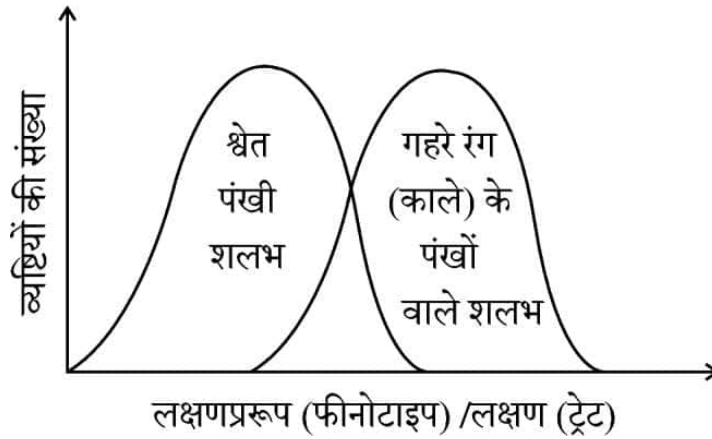 व्यष्टियों की संख्या
श्वेत
पंखी
शलभ
गहरे रंग
(काले) के
पंखों
वाले शलभ
लक्षणप्ररूप (फीनोटाइप) /लक्षण (ट्रेट)